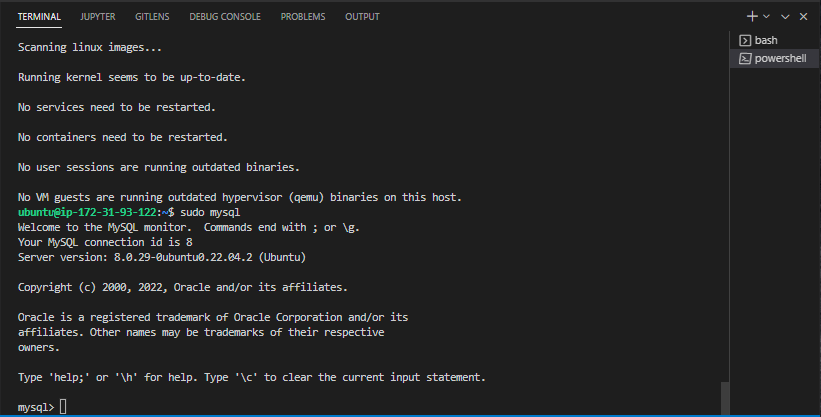 TERMINAL JUPYTER GITLENS DEBUG CONSOLE PROBLEMS OUTPUT
bash
powershell
Scanning linux images...
Running kernel seems to be up-to-date.
No services need to be restarted.
No containers need to be restarted.
No user sessions are running outdated binaries.
No VM guests are running outdated hypervisor (qemu) binaries on this host.
ubuntu@ip-172-31-93-122:~$ sudo mysql
Welcome to the MySQL monitor.  Commands end with ; or \g.
Your MySQL connection id is 8
Server version: 8.0.29-0ubuntu0.22.04.2 (Ubuntu)
Copyright (c) 2000, 2022, Oracle and/or its affiliates.
Oracle is a registered trademark of Oracle Corporation and/or its
affiliates. Other names may be trademarks of their respective
owners.
Type 'help;' or '\h' for help. Type '\c' to clear the current input statement.
mysql>